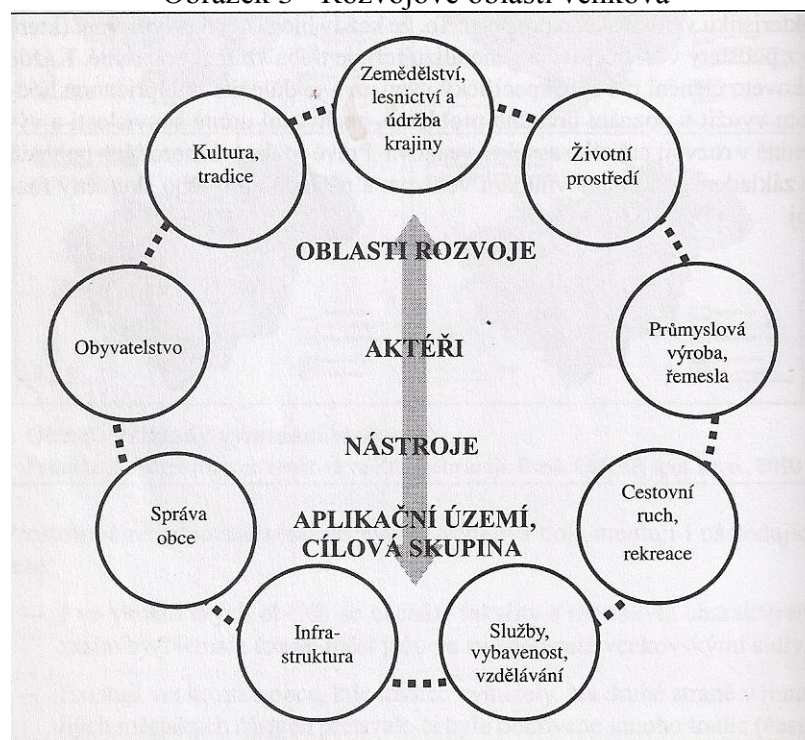 Obrázek 3 - Rozvojové oblasti venkova
Zemědělství,
lesnictví a
údržba
krajiny
Kultura,
tradice
Životní
prostředí
OBLASTI ROZVOJE
Obyvatelstvo
AKTÉŘI
Průmyslová
výroba,
řemesla
NÁSTROJE
Správa
obce
APLIKAČNÍ ÚZEMÍ,
CÍLOVÁ SKUPINA
Cestovní
ruch,
rekreace
Infra-
struktura
Služby,
vybavenost,
vzdělávání